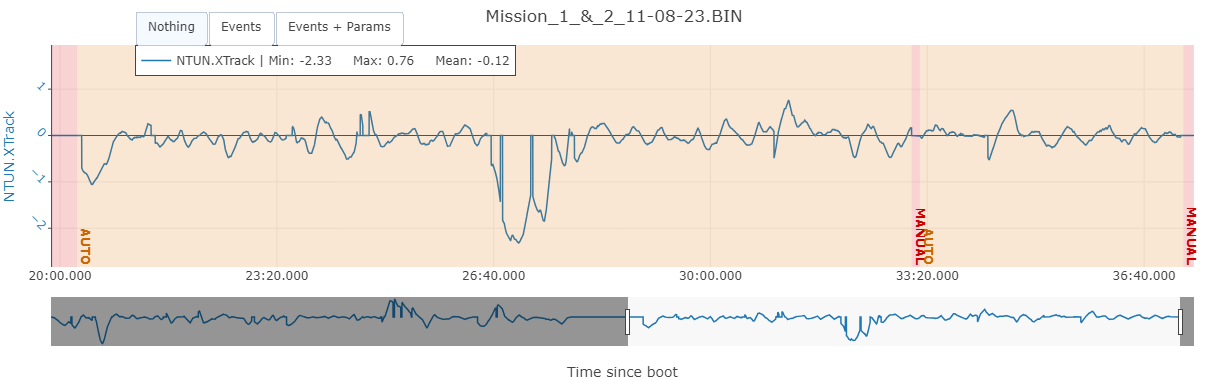 Mission_1_&_2_11-08-23.BIN
Nothing
Events
Events + Params
NTUN.XTrack | Min: -2.33 Max: 0.76 Mean: -0.12
NTUN.XTrack
1
0
-1
-2
AUTO
MANUAL
AUTO
MANUAL
20:00.000
23:20.000
26:40.000
30:00.000
33:20.000
36:40.000
Time since boot